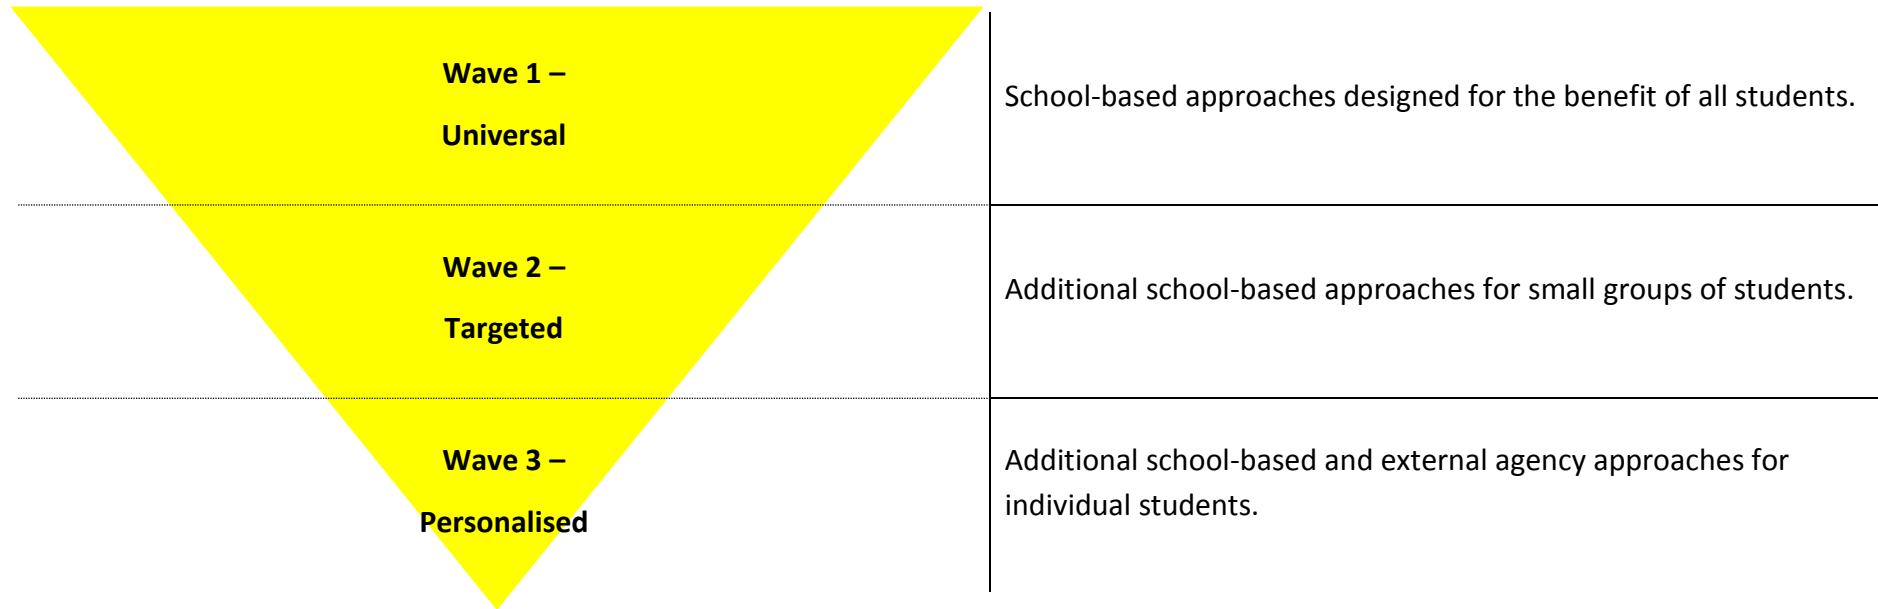 Wave 1 –
Universal
School-based approaches designed for the benefit of all students.
Wave 2 –
Targeted
Additional school-based approaches for small groups of students.
Wave 3 –
Personalised
Additional school-based and external agency approaches for
individual students.